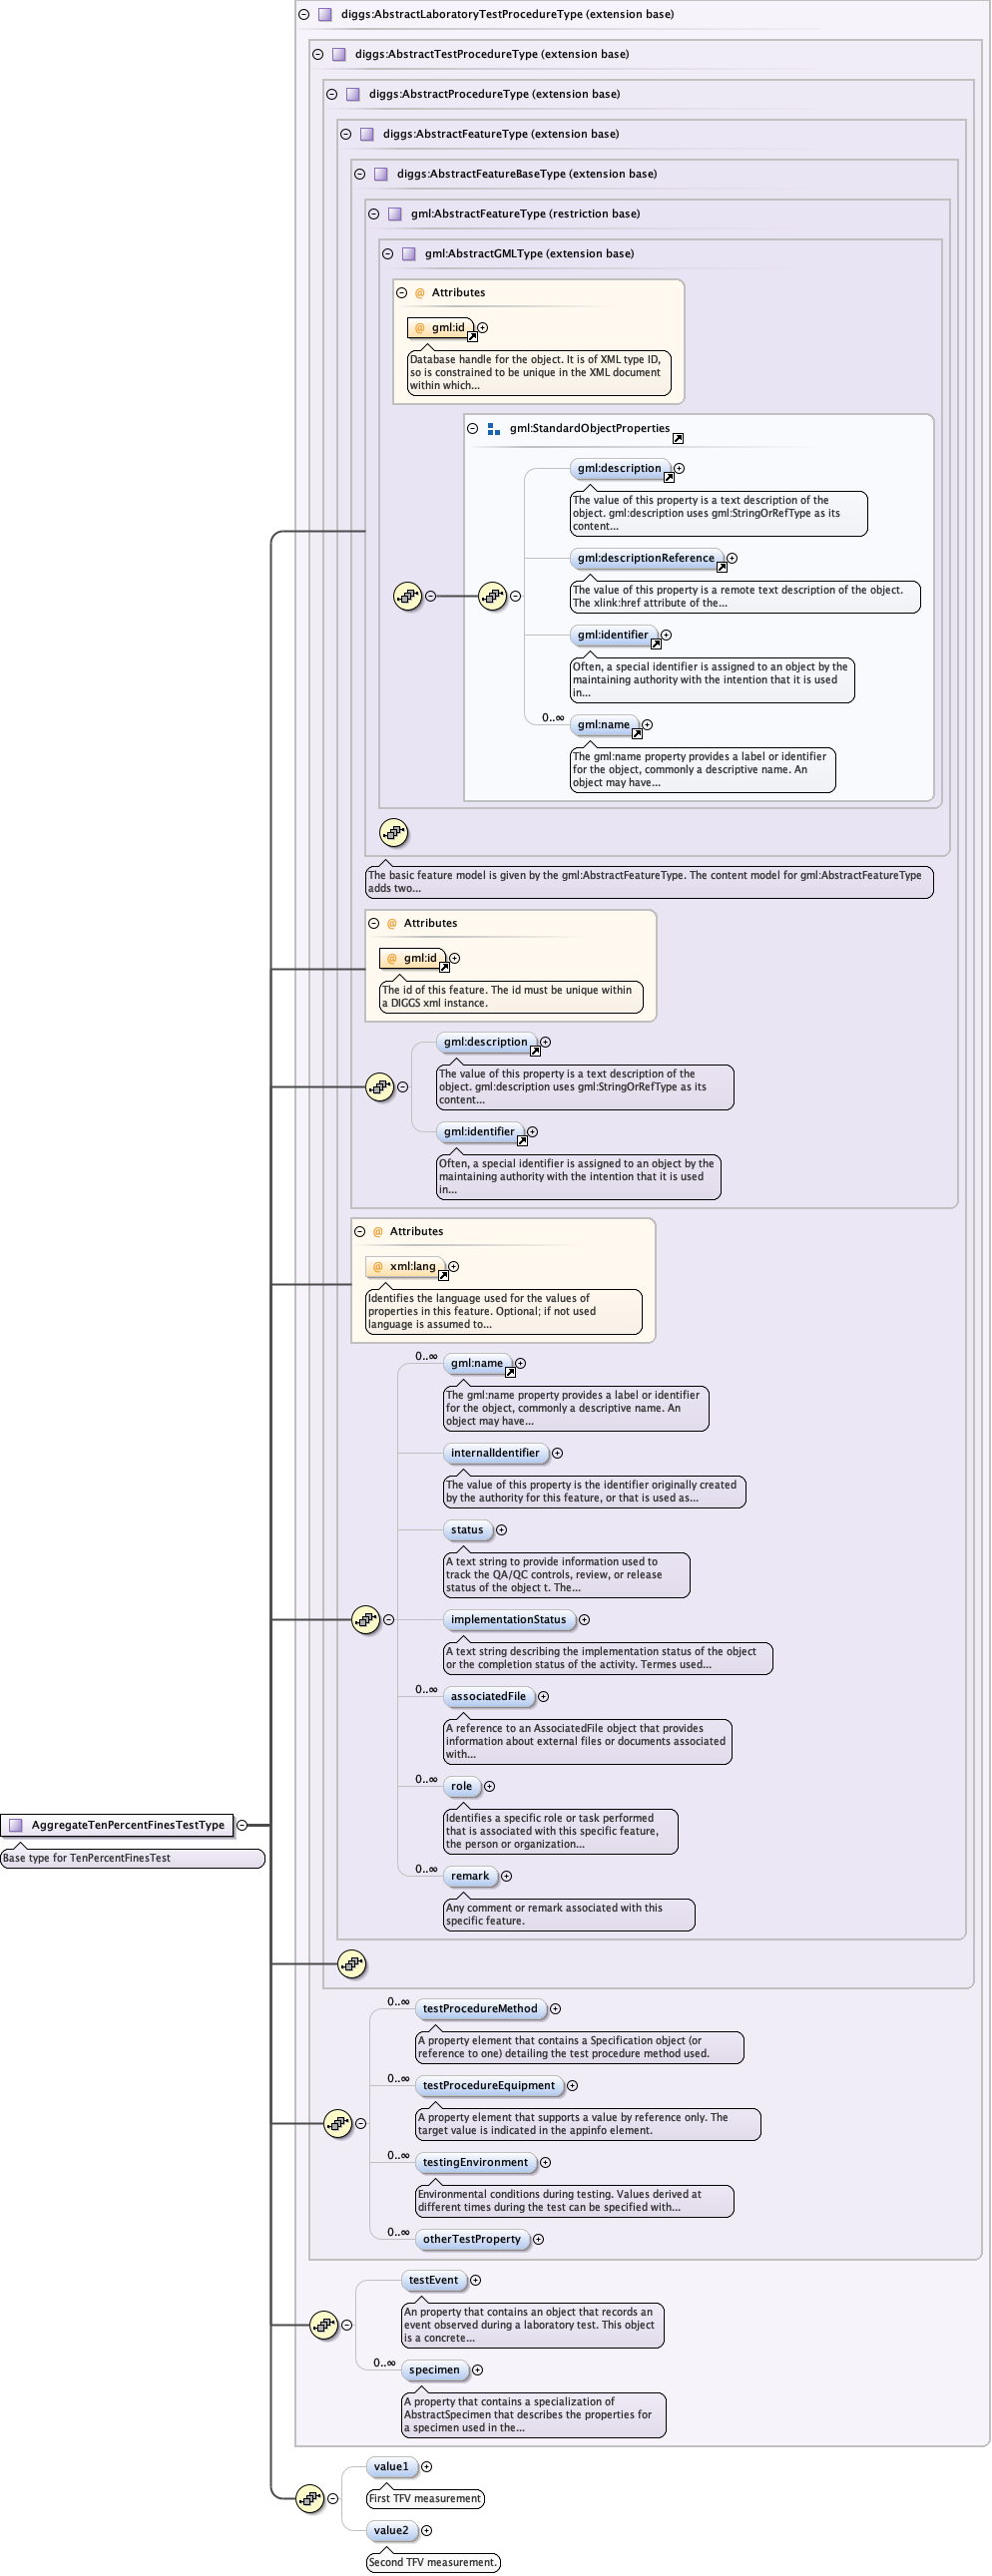 diggs:AbstractLaboratoryTestProcedureType (extension base)
diggs:AbstractTestProcedureType (extension base)
diggs:AbstractProcedureType (extension base)
diggs:AbstractFeatureType (extension base)
diggs:AbstractFeatureBaseType (extension base)
gml:AbstractFeatureType (restriction base)
gml:AbstractGMLType (extension base)
@ Attributes
@ gml:id
Database handle for the object. It is of XML type ID,
so is constrained to be unique in the XML document
within which...
gml:StandardObjectProperties
gml:description
The value of this property is a text description of the
object. gml:description uses gml:StringOrRefType as its
content...
gml:descriptionReference
The value of this property is a remote text description of the object.
The xlink:href attribute of the...
gml:identifier
Often, a special identifier is assigned to an object by the
maintaining authority with the intention that it is used
in...
0..∞
gml:name
The gml:name property provides a label or identifier
for the object, commonly a descriptive name. An
object may have...
The basic feature model is given by the gml:AbstractFeatureType. The content model for gml:AbstractFeatureType
adds two...
@ Attributes
@ gml:id
The id of this feature. The id must be unique within
a DIGGS xml instance.
gml:description
The value of this property is a text description of the
object. gml:description uses gml:StringOrRefType as its
content...
gml:identifier
Often, a special identifier is assigned to an object by the
maintaining authority with the intention that it is used
in...
@ Attributes
@ xml:lang
Identifies the language used for the values of
properties in this feature. Optional; if not used
language is assumed to...
0..∞
gml:name
The gml:name property provides a label or identifier
for the object, commonly a descriptive name. An
object may have...
internalIdentifier
The value of this property is the identifier originally created
by the authority for this feature, or that is used as...
status
A text string to provide information used to
track the QA/QC controls, review, or release
status of the object t. The...
implementationStatus
A text string describing the implementation status of the object
or the completion status of the activity. Termes used...
0..∞
associatedFile
A reference to an AssociatedFile object that provides
information about external files or documents associated
with...
0..∞
role
Identifies a specific role or task performed
that is associated with this specific feature,
the person or organization...
AggregateTenPercentFinesTestType
Base type for TenPercentFinesTest
0..∞
remark
Any comment or remark associated with this
specific feature.
0..∞
testProcedureMethod
A property element that contains a Specification object (or
reference to one) detailing the test procedure method used.
0..∞
testProcedureEquipment
A property element that supports a value by reference only. The
target value is indicated in the appinfo element.
0..∞
testingEnvironment
Environmental conditions during testing. Values derived at
different times during the test can be specified with...
0..∞
otherTestProperty
testEvent
An property that contains an object that records an
event observed during a laboratory test. This object
is a concrete...
0..∞
specimen
A property that contains a specialization of
AbstractSpecimen that describes the properties for
a specimen used in the...
value1
First TFV measurement
value2
Second TFV measurement.